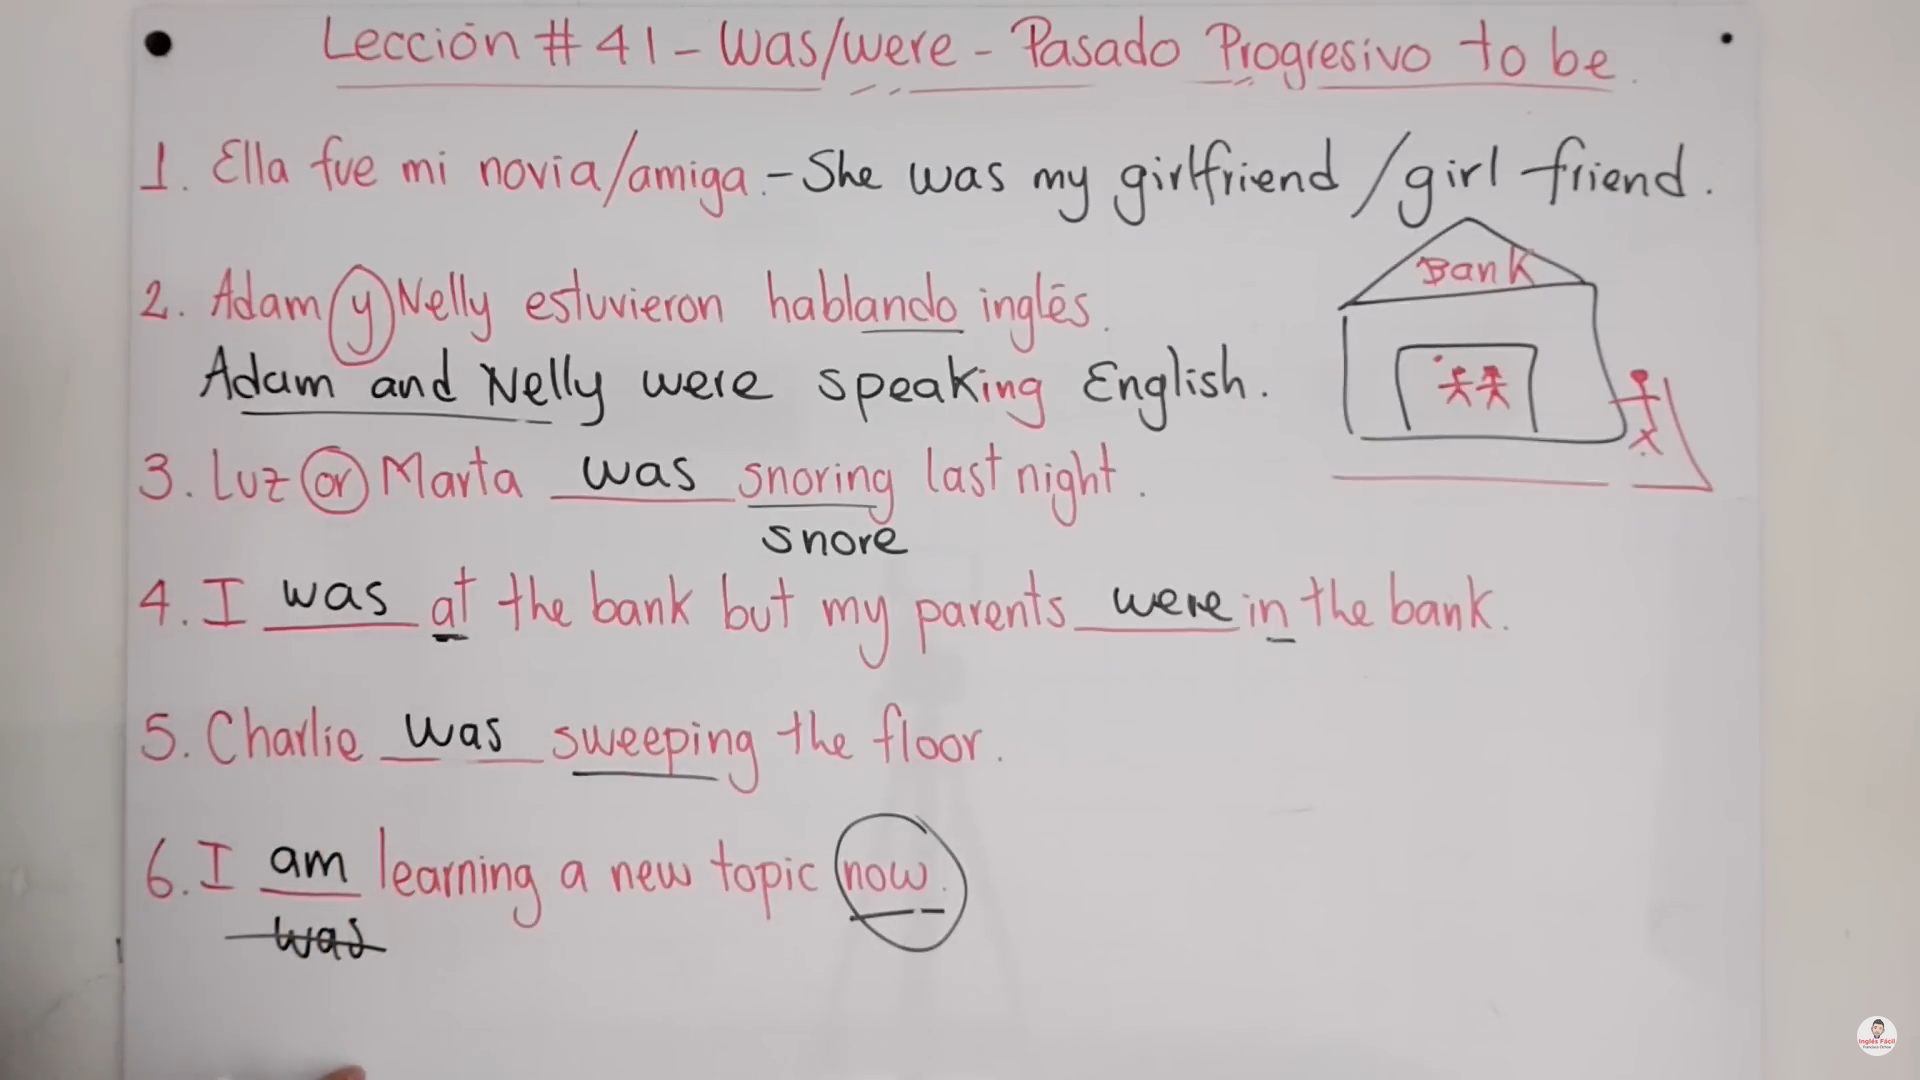 Lección # 41 - Was/were - Pasado Progresivo to be.
1. Ella fue mi novia/amiga.- She was my girlfriend /girl friend.
Bank
2. Adam y Nelly estuvieron hablando inglés.
Adam and Nelly were speaking English.
3. Luz or Marta was snoring last night.
snore
4. I was at the bank but my parents were in the bank.
5. Charlie was sweeping the floor.
6. I am learning a new topic now.
was
Inglés Fácil